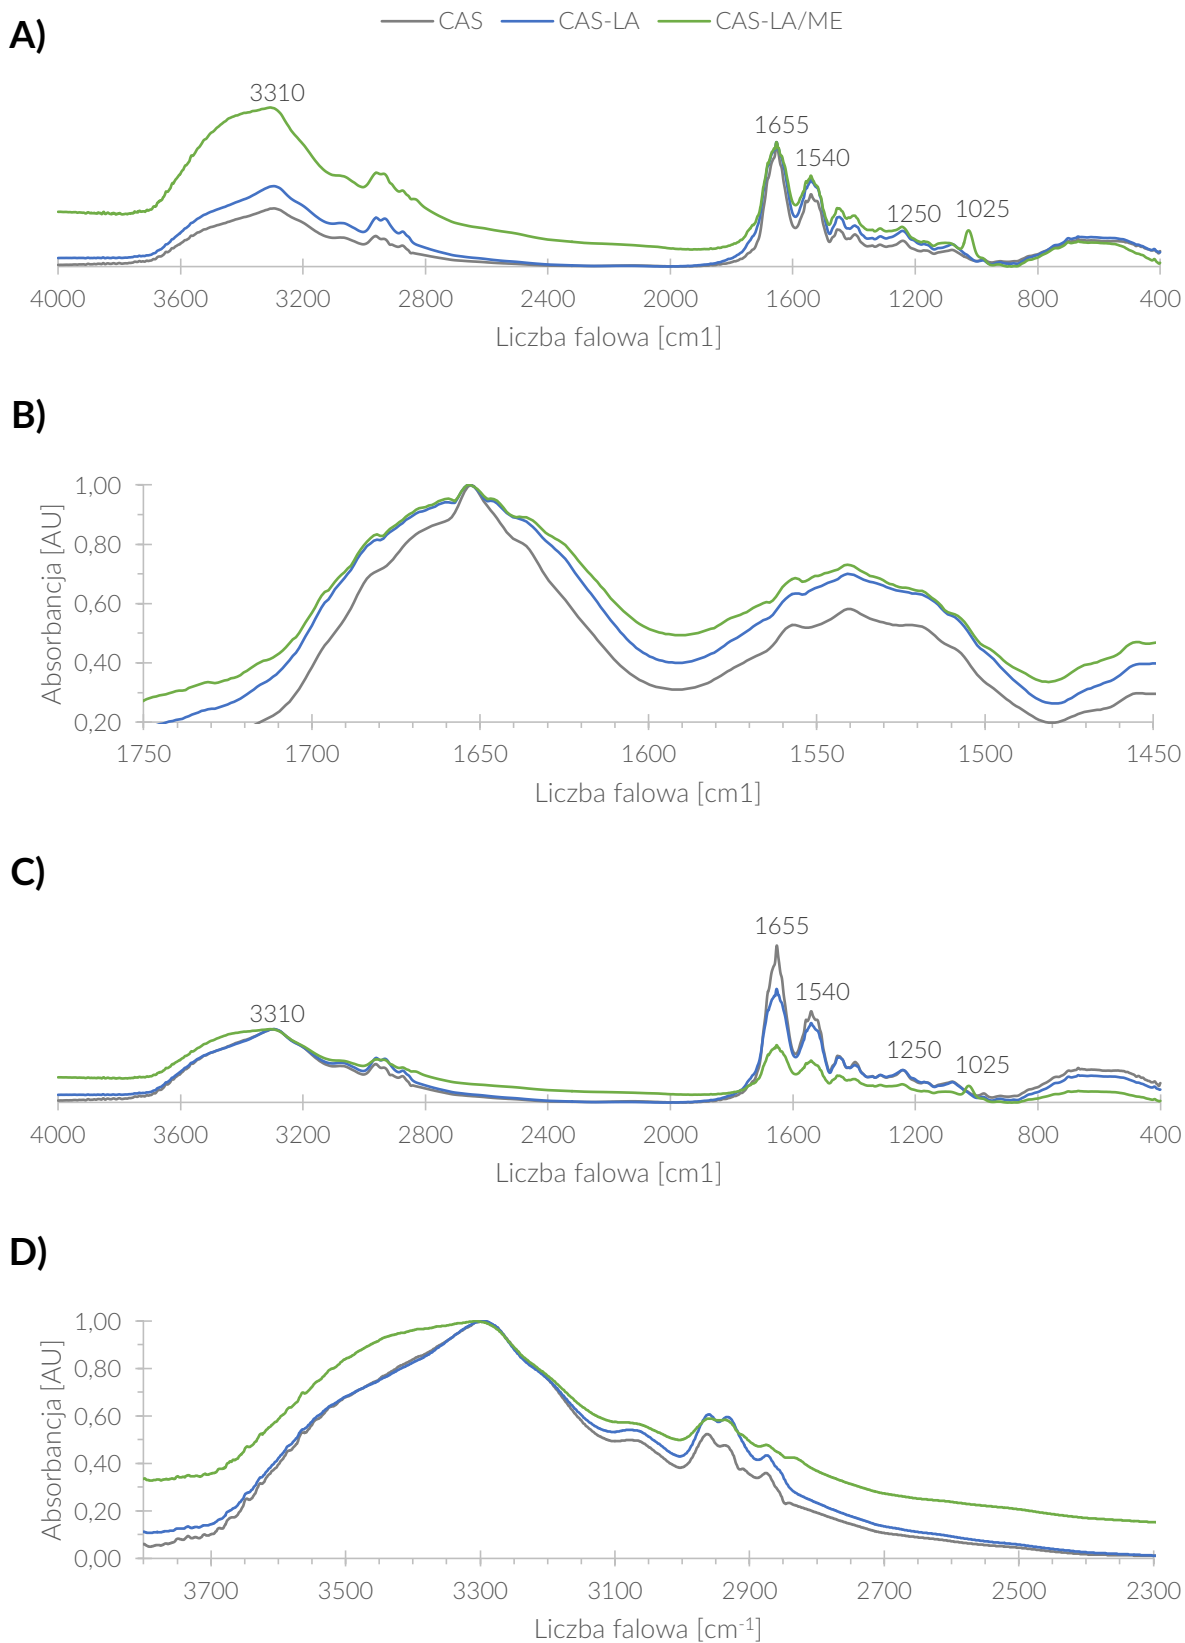 CAS CAS-LA CAS-LA/ME
A)
3310
1655
1540
1250 1025
4000 3600 3200 2800 2400 2000 1600 1200 800 400
Liczba falowa [cm1]
B)
Absorbancja [AU]
1,00
0,80
0,60
0,40
0,20
1750 1700 1650 1600 1550 1500 1450
Liczba falowa [cm1]
C)
1655
1540
3310
1250 1025
4000 3600 3200 2800 2400 2000 1600 1200 800 400
Liczba falowa [cm1]
D)
Absorbancja [AU]
1,00
0,80
0,60
0,40
0,20
0,00
3700 3500 3300 3100 2900 2700 2500 2300
Liczba falowa [cm⁻¹]